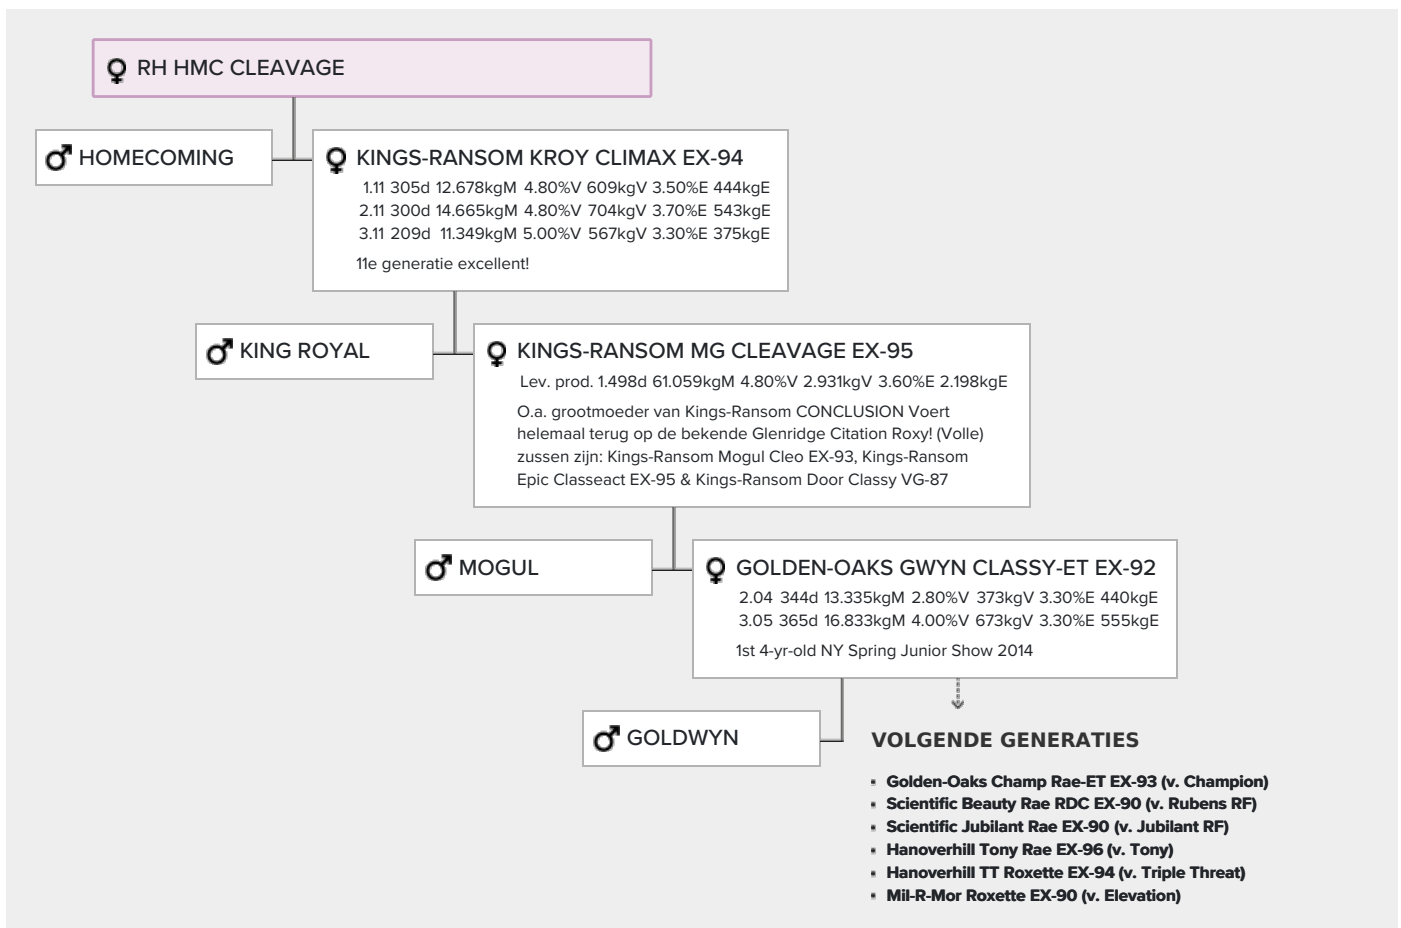 RH HMC CLEAVAGE
HOMECOMING
KINGS-RANSOM KROY CLIMAX EX-94
1.11 305d 12.678kgM 4.80%V 609kgV 3.50%E 444kgE
2.11 300d 14.665kgM 4.80%V 704kgV 3.70%E 543kgE
3.11 209d 11.349kgM 5.00%V 567kgV 3.30%E 375kgE
11e generatie excellent!
KING ROYAL
KINGS-RANSOM MG CLEAVAGE EX-95
Lev. prod. 1.498d 61.059kgM 4.80%V 2.931kgV 3.60%E 2.198kgE
O.a. grootmoeder van Kings-Ransom CONCLUSION Voert
helemaal terug op de bekende Glenridge Citation Roxy! (Volle)
zussen zijn: Kings-Ransom Mogul Cleo EX-93, Kings-Ransom
Epic Classeact EX-95 & Kings-Ransom Door Classy VG-87
MOGUL
GOLDEN-OAKS GWYN CLASSY-ET EX-92
2.04 344d 13.335kgM 2.80%V 373kgV 3.30%E 440kgE
3.05 365d 16.833kgM 4.00%V 673kgV 3.30%E 555kgE
1st 4-yr-old NY Spring Junior Show 2014
GOLDWYN
VOLGENDE GENERATIES
Golden-Oaks Champ Rae-ET EX-93 (v. Champion)
Scientific Beauty Rae RDC EX-90 (v. Rubens RF)
Scientific Jubilant Rae EX-90 (v. Jubilant RF)
Hanoverhill Tony Rae EX-96 (v. Tony)
Hanoverhill TT Roxette EX-94 (v. Triple Threat)
Mil-R-Mor Roxette EX-90 (v. Elevation)